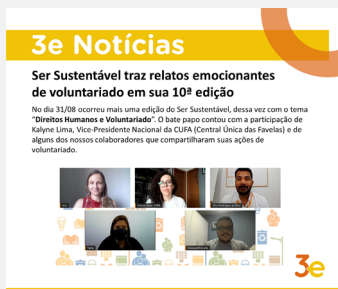 3e Notícias
Ser Sustentável traz relatos emocionantes
de voluntariado em sua 10ª edição
No dia 31/08 ocorreu mais uma edição do Ser Sustentável, dessa vez com o tema
"Direitos Humanos e Voluntariado". O bate papo contou com a participação de
Kalyne Lima, Vice-Presidente Nacional da CUFA (Central Única das Favelas) e de
alguns dos nossos colaboradores que compartilharam suas ações de
voluntariado.
3e